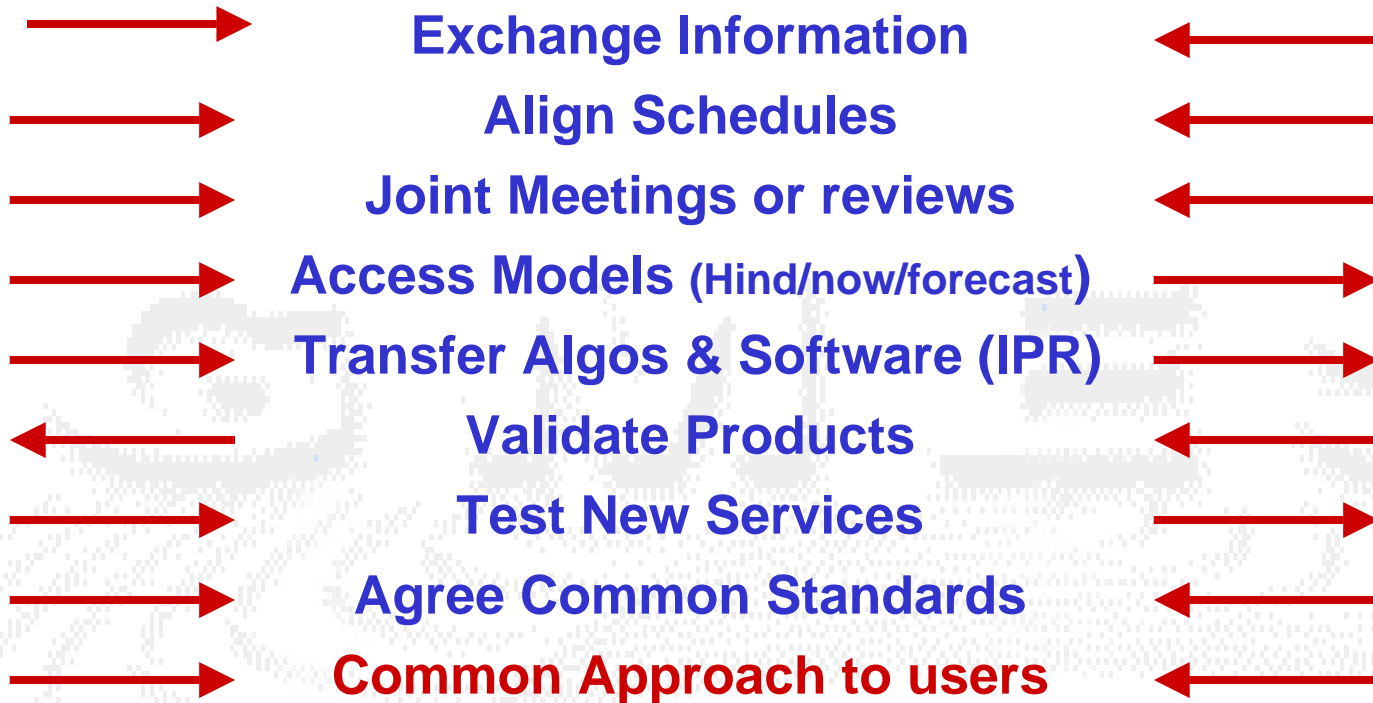 Exchange Information
Align Schedules
Joint Meetings or reviews
Access Models (Hind/now/forecast)
Transfer Algos & Software (IPR)
Validate Products
Test New Services
Agree Common Standards
Common Approach to users